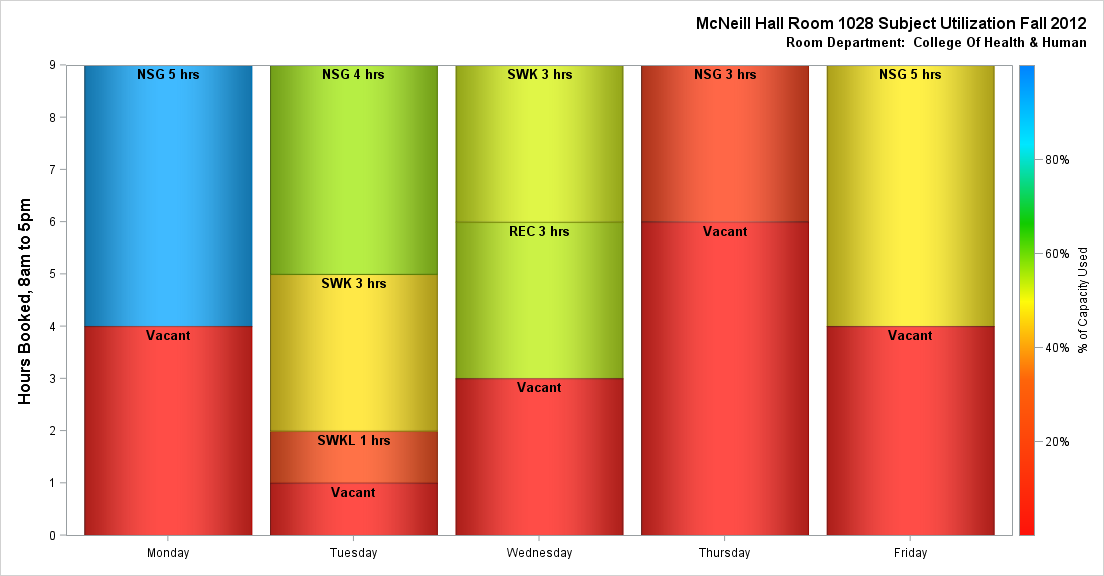 McNeill Hall Room 1028 Subject Utilization Fall 2012
Room Department:  College Of Health & Human
Hours Booked, 8am to 5pm
9
8
7
6
5
4
3
2
1
0
NSG 5 hrs
Vacant
NSG 4 hrs
SWK 3 hrs
SWKL 1 hrs
Vacant
SWK 3 hrs
REC 3 hrs
Vacant
NSG 3 hrs
Vacant
NSG 5 hrs
Vacant
Monday
Tuesday
Wednesday
Thursday
Friday
80%
60%
40%
20%
% of Capacity Used